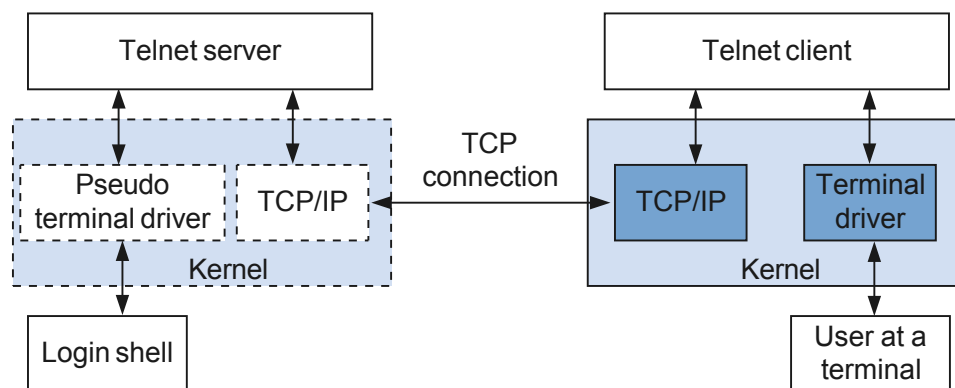 Telnet server
Telnet client
TCP
connection
Pseudo
terminal driver
TCP/IP
TCP/IP
Terminal
driver
Kernel
Kernel
Login shell
User at a
terminal